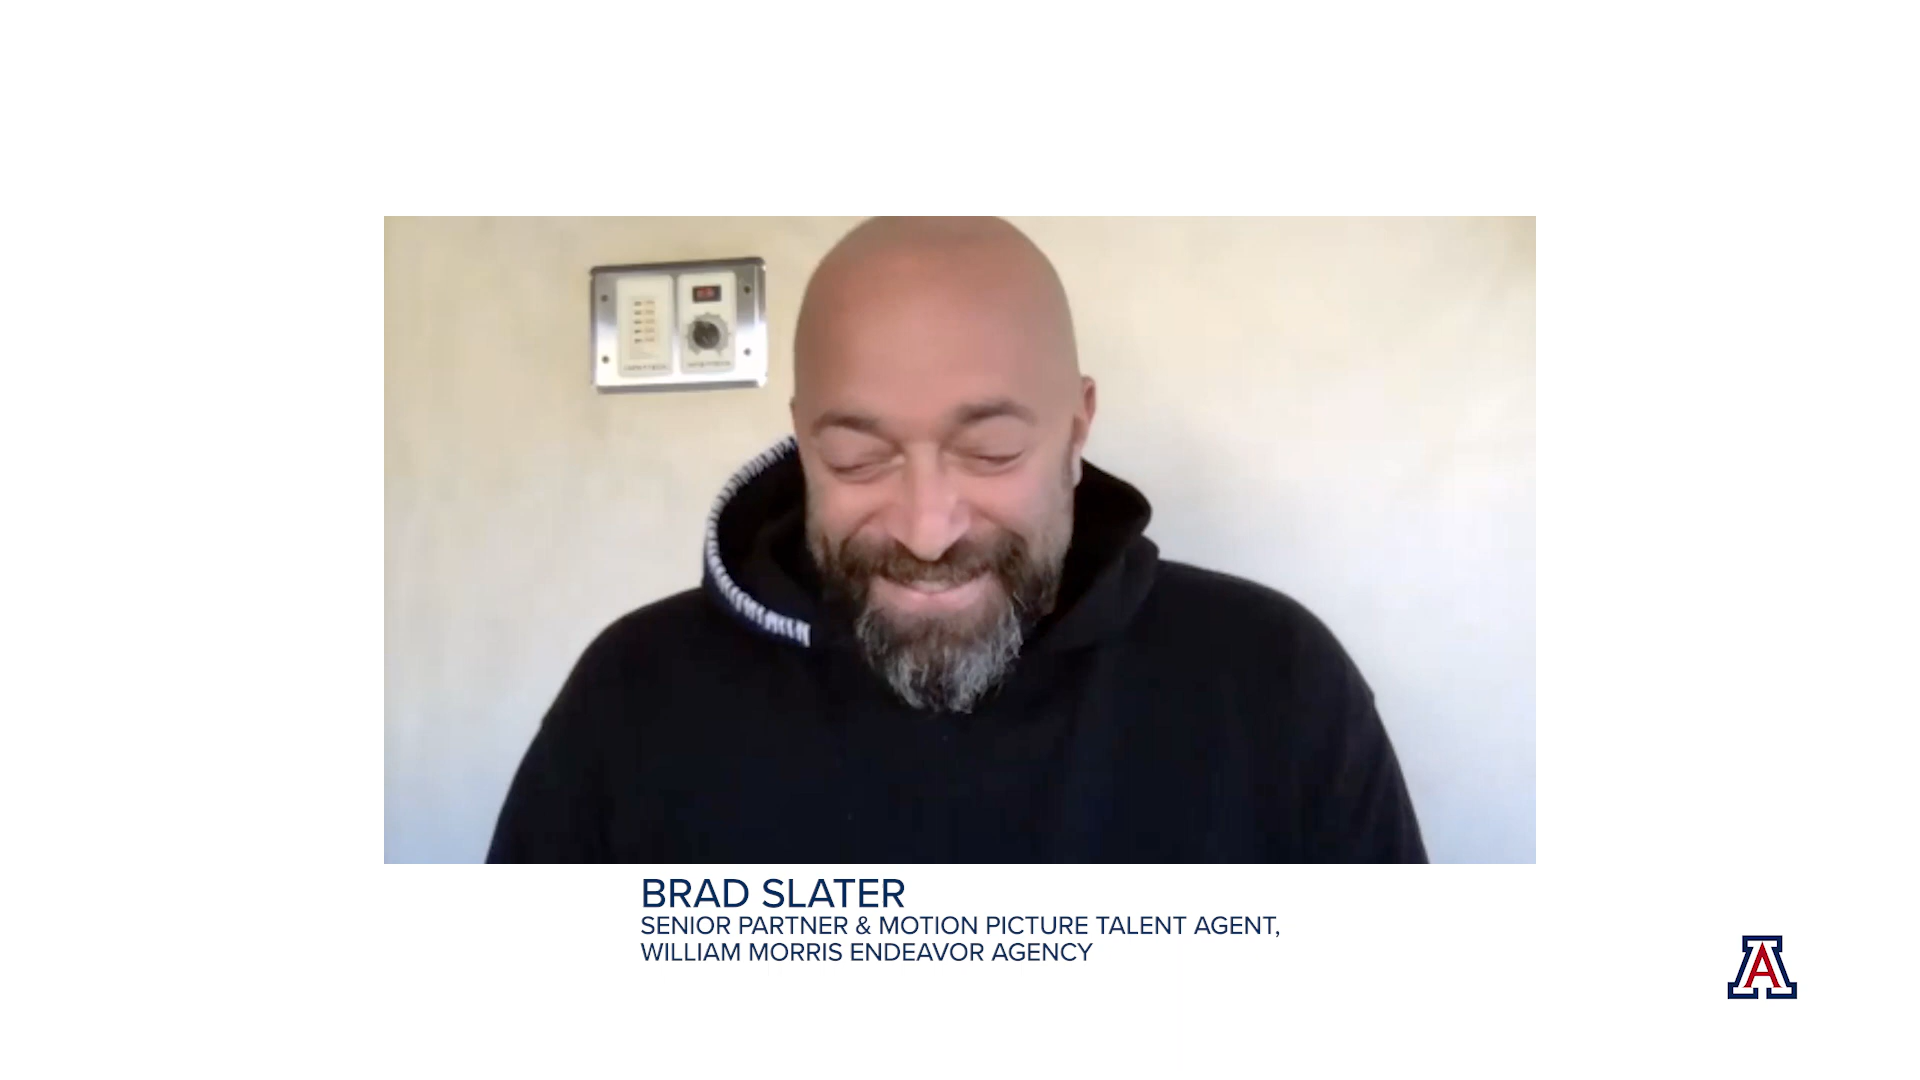 BRAD SLATER
SENIOR PARTNER & MOTION PICTURE TALENT AGENT,
WILLIAM MORRIS ENDEAVOR AGENCY
A